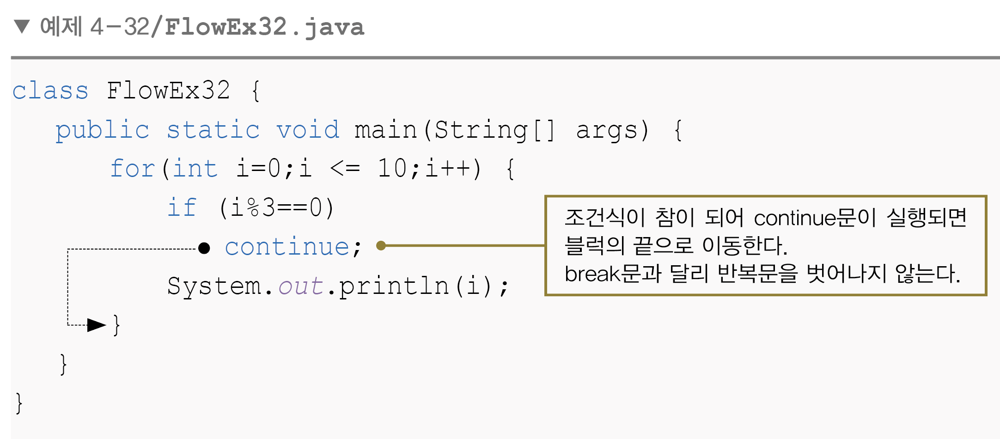 ▼ 예제 4-32/FlowEx32.java
class FlowEx32 {
public static void main(String[] args) {
for(int i=0;i <= 10;i++) {
if (i%3==0)
continue;
System.out.println(i);
}
}
}
조건식이 참이 되어 continue문이 실행되면
블럭의 끝으로 이동한다.
break문과 달리 반복문을 벗어나지 않는다.